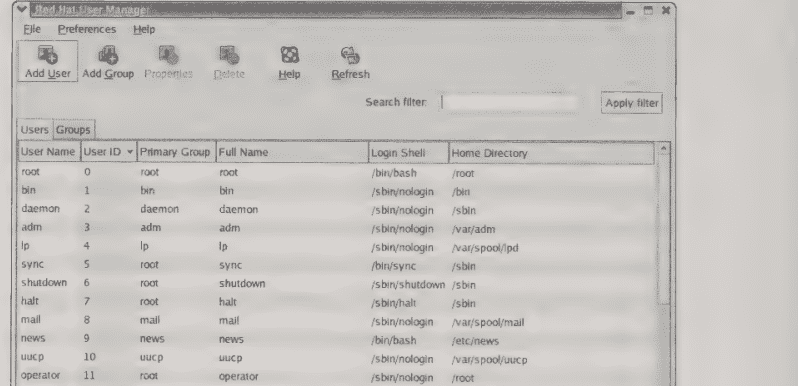 Red Hat User Manager
File Preferences Help
Add User Add Group Properties Delete Help Refresh
Search filter: Apply filter
Users Groups
User Name User ID Primary Group Full Name Login Shell Home Directory
root 0 root root /bin/bash /root
bin 1 bin bin /sbin/nologin /bin
daemon 2 daemon daemon /sbin/nologin /sbin
adm 3 adm adm /sbin/nologin /var/adm
lp 4 lp lp /sbin/nologin /var/spool/lpd
sync 5 root sync /bin/sync /sbin
shutdown 6 root shutdown /sbin/shutdown /sbin
halt 7 root halt /sbin/halt /sbin
mail 8 mail mail /sbin/nologin /var/spool/mail
news 9 news news /bin/bash /etc/news
uucp 10 uucp uucp /sbin/nologin /var/spool/uucp
operator 11 root operator /sbin/nologin /root